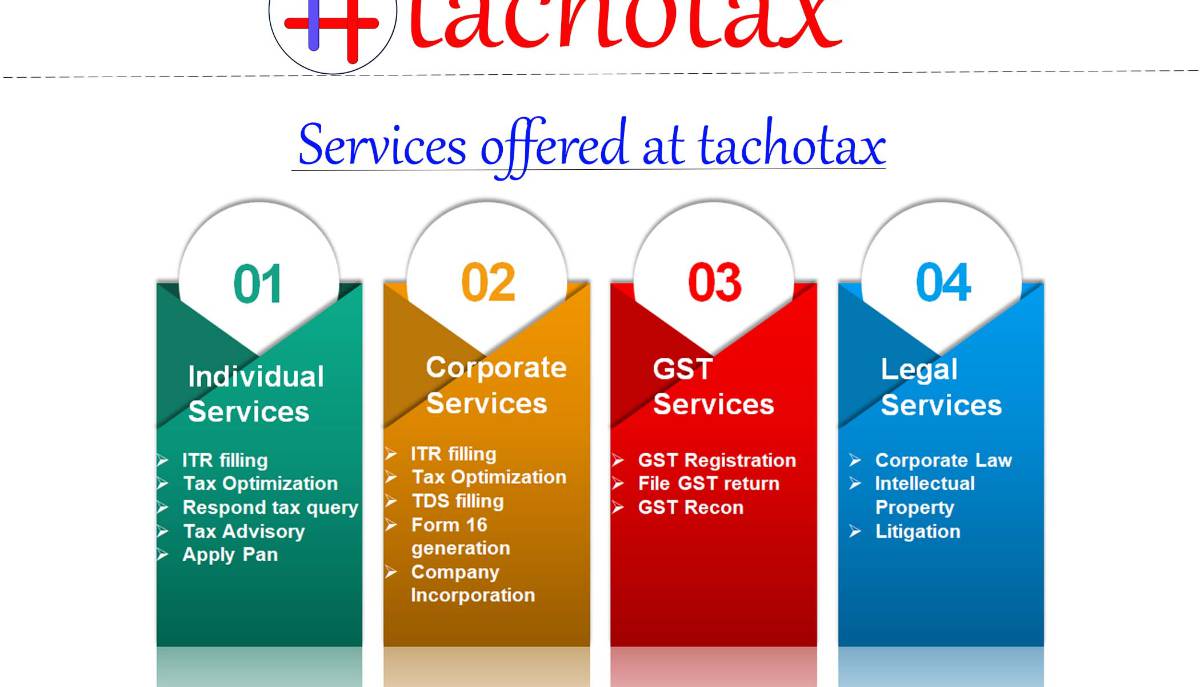 tachotax
Services offered at tachotax
01
Individual
Services
ITR filling
Tax Optimization
Respond tax query
Tax Advisory
Apply Pan
02
Corporate
Services
ITR filling
Tax Optimization
TDS filling
Form 16
generation
Company
Incorporation
03
GST
Services
GST Registration
File GST return
GST Recon
04
Legal
Services
Corporate Law
Intellectual
Property
Litigation